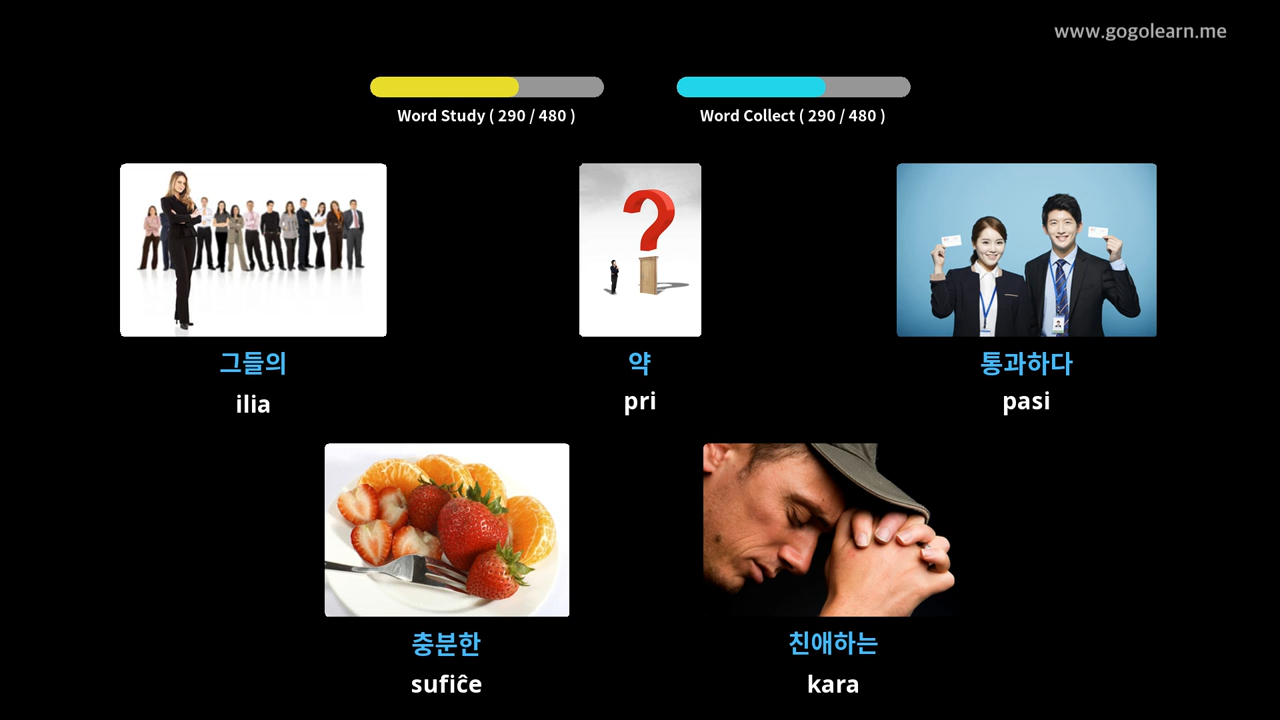 www.gogolearn.me
Word Study ( 290 / 480 )
Word Collect ( 290 / 480 )
그들의
약
통과하다
ilia
pri
pasi
충분한
친애하는
sufiĉe
kara